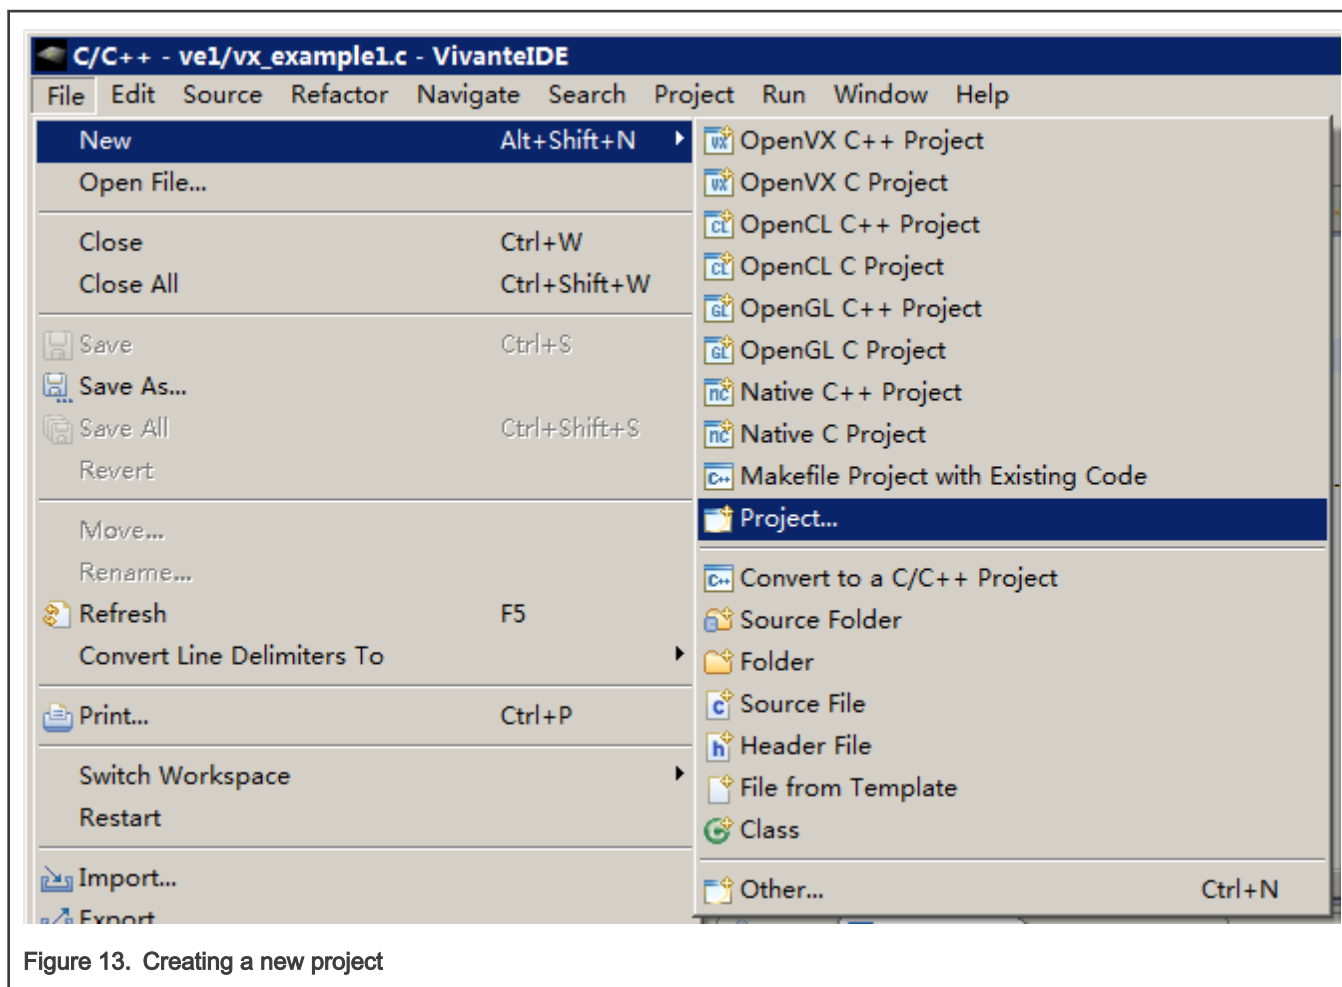 C/C++ - ve1/vx_example1.c - VivanteIDE
File Edit Source Refactor Navigate Search Project Run Window Help
New Alt+Shift+N
Open File...
Close Ctrl+W
Close All Ctrl+Shift+W
Save Ctrl+S
Save As...
Save All Ctrl+Shift+S
Revert
Move...
Rename...
Refresh F5
Convert Line Delimiters To
Print... Ctrl+P
Switch Workspace
Restart
Import...
Export
OpenVX C++ Project
OpenVX C Project
OpenCL C++ Project
OpenCL C Project
OpenGL C++ Project
OpenGL C Project
Native C++ Project
Native C Project
Makefile Project with Existing Code
Project...
Convert to a C/C++ Project
Source Folder
Folder
Source File
Header File
File from Template
Class
Other... Ctrl+N
Figure 13. Creating a new project